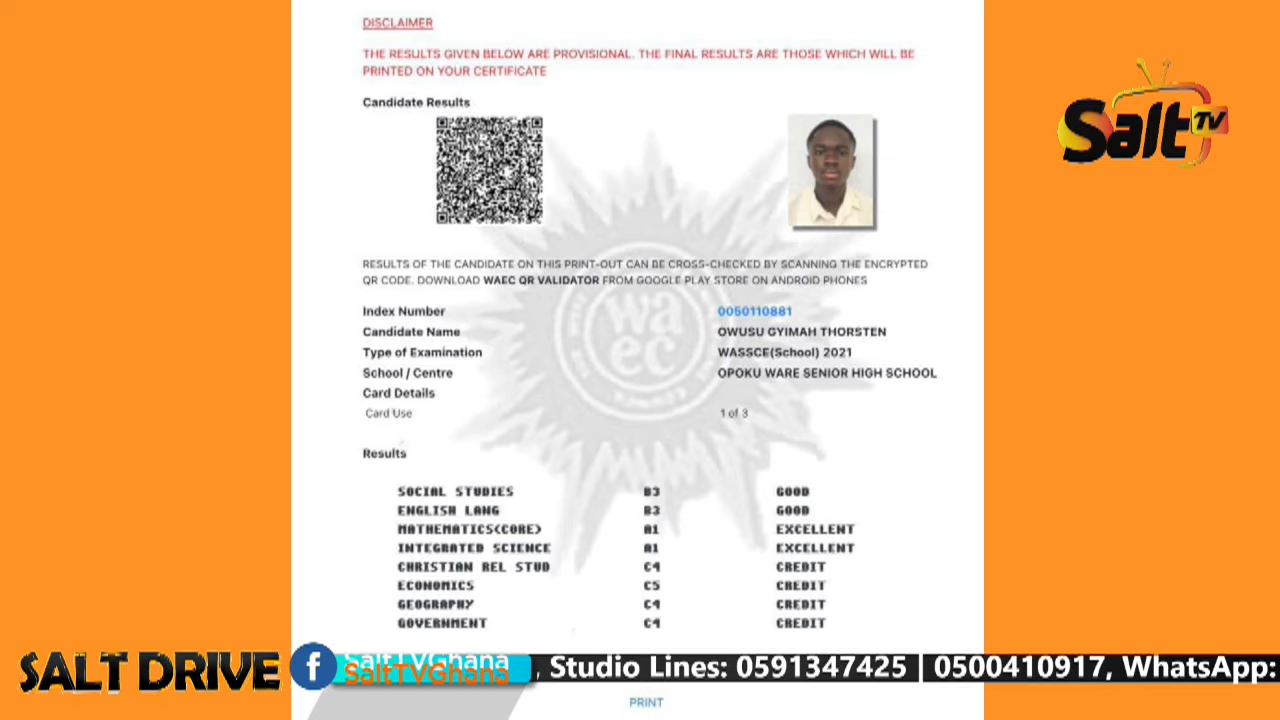 DISCLAIMER
THE RESULTS GIVEN BELOW ARE PROVISIONAL. THE FINAL RESULTS ARE THOSE WHICH WILL BE
PRINTED ON YOUR CERTIFICATE
Candidate Results
Salt TV
RESULTS OF THE CANDIDATE ON THIS PRINT-OUT CAN BE CROSS-CHECKED BY SCANNING THE ENCRYPTED
QR CODE. DOWNLOAD WAEC QR VALIDATOR FROM GOOGLE PLAY STORE ON ANDROID PHONES
waec
Index Number 0050110881
Candidate Name OWUSU GYIMAH THORSTEN
Type of Examination WASSCE(School) 2021
School / Centre OPOKU WARE SENIOR HIGH SCHOOL
Card Details
Card Use 1 of 3
Results
SOCIAL STUDIES B3 GOOD
ENGLISH LANG B3 GOOD
MATHEMATICS(CORE) A1 EXCELLENT
INTEGRATED SCIENCE A1 EXCELLENT
CHRISTIAN REL STUD C4 CREDIT
ECONOMICS C5 CREDIT
GEOGRAPHY C4 CREDIT
GOVERNMENT C4 CREDIT
SALT DRIVE
f
SaltTVGhana
SaltTVGhana
, Studio Lines: 0591347425 | 0500410917, WhatsApp:
PRINT